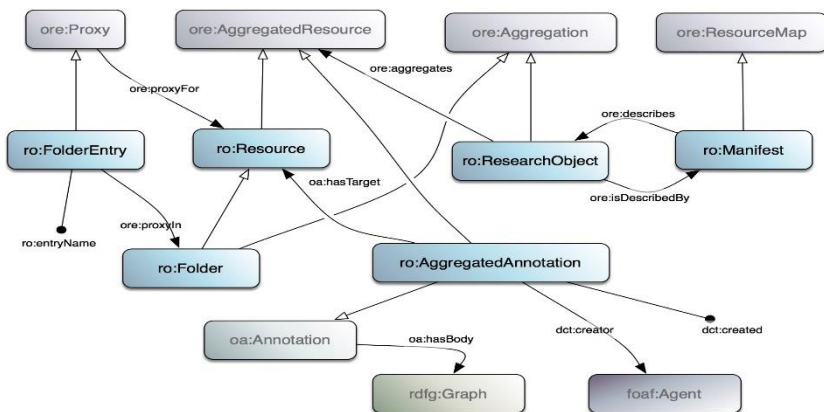 ore:Proxy
ore:AggregatedResource
ore:Aggregation
ore:ResourceMap
ore:aggregates
ore:proxyFor
ore:describes
ro:FolderEntry
ro:Resource
ro:ResearchObject
ro:Manifest
oa:hasTarget
ore:isDescribedBy
ore:proxyIn
ro:entryName
ro:Folder
ro:AggregatedAnnotation
oa:Annotation
oa:hasBody
dct:creator
dct:created
rdfg:Graph
foaf:Agent